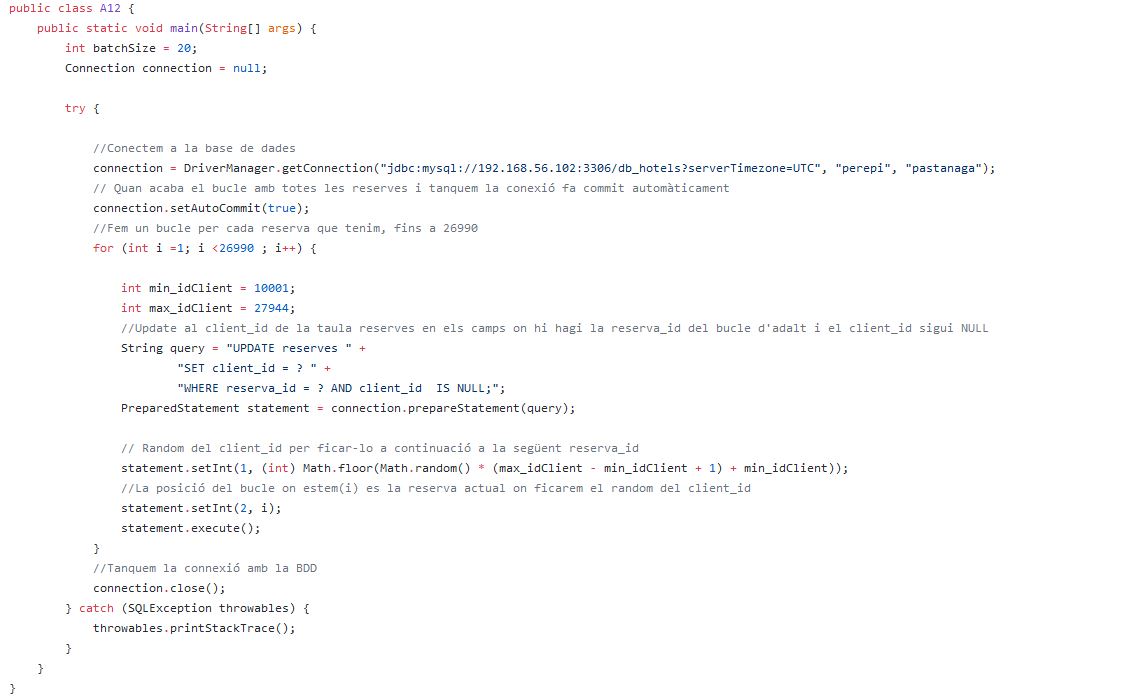 public class A12 {
public static void main(String[] args) {
int batchSize = 20;
Connection connection = null;
try {
//Conectem a la base de dades
connection = DriverManager.getConnection("jdbc:mysql://192.168.56.102:3306/db_hotels?serverTimezone=UTC", "perepi", "pastanaga");
// Quan acaba el bucle amb totes les reserves i tanquem la conexió fa commit automàticament
connection.setAutoCommit(true);
//Fem un bucle per cada reserva que tenim, fins a 26990
for (int i =1; i <26990 ; i++) {
int min_idClient = 10001;
int max_idClient = 27944;
//Update al client_id de la taula reserves en els camps on hi hagi la reserva_id del bucle d'adalt i el client_id sigui NULL
String query = "UPDATE reserves " +
"SET client_id = ? " +
"WHERE reserva_id = ? AND client_id  IS NULL;";
PreparedStatement statement = connection.prepareStatement(query);
// Random del client_id per ficar-lo a continuació a la següent reserva_id
statement.setInt(1, (int) Math.floor(Math.random() * (max_idClient - min_idClient + 1) + min_idClient));
//La posició del bucle on estem(i) es la reserva actual on ficarem el random del client_id
statement.setInt(2, i);
statement.execute();
}
//Tanquem la connexió amb la BDD
connection.close();
} catch (SQLException throwables) {
throwables.printStackTrace();
}
}
}